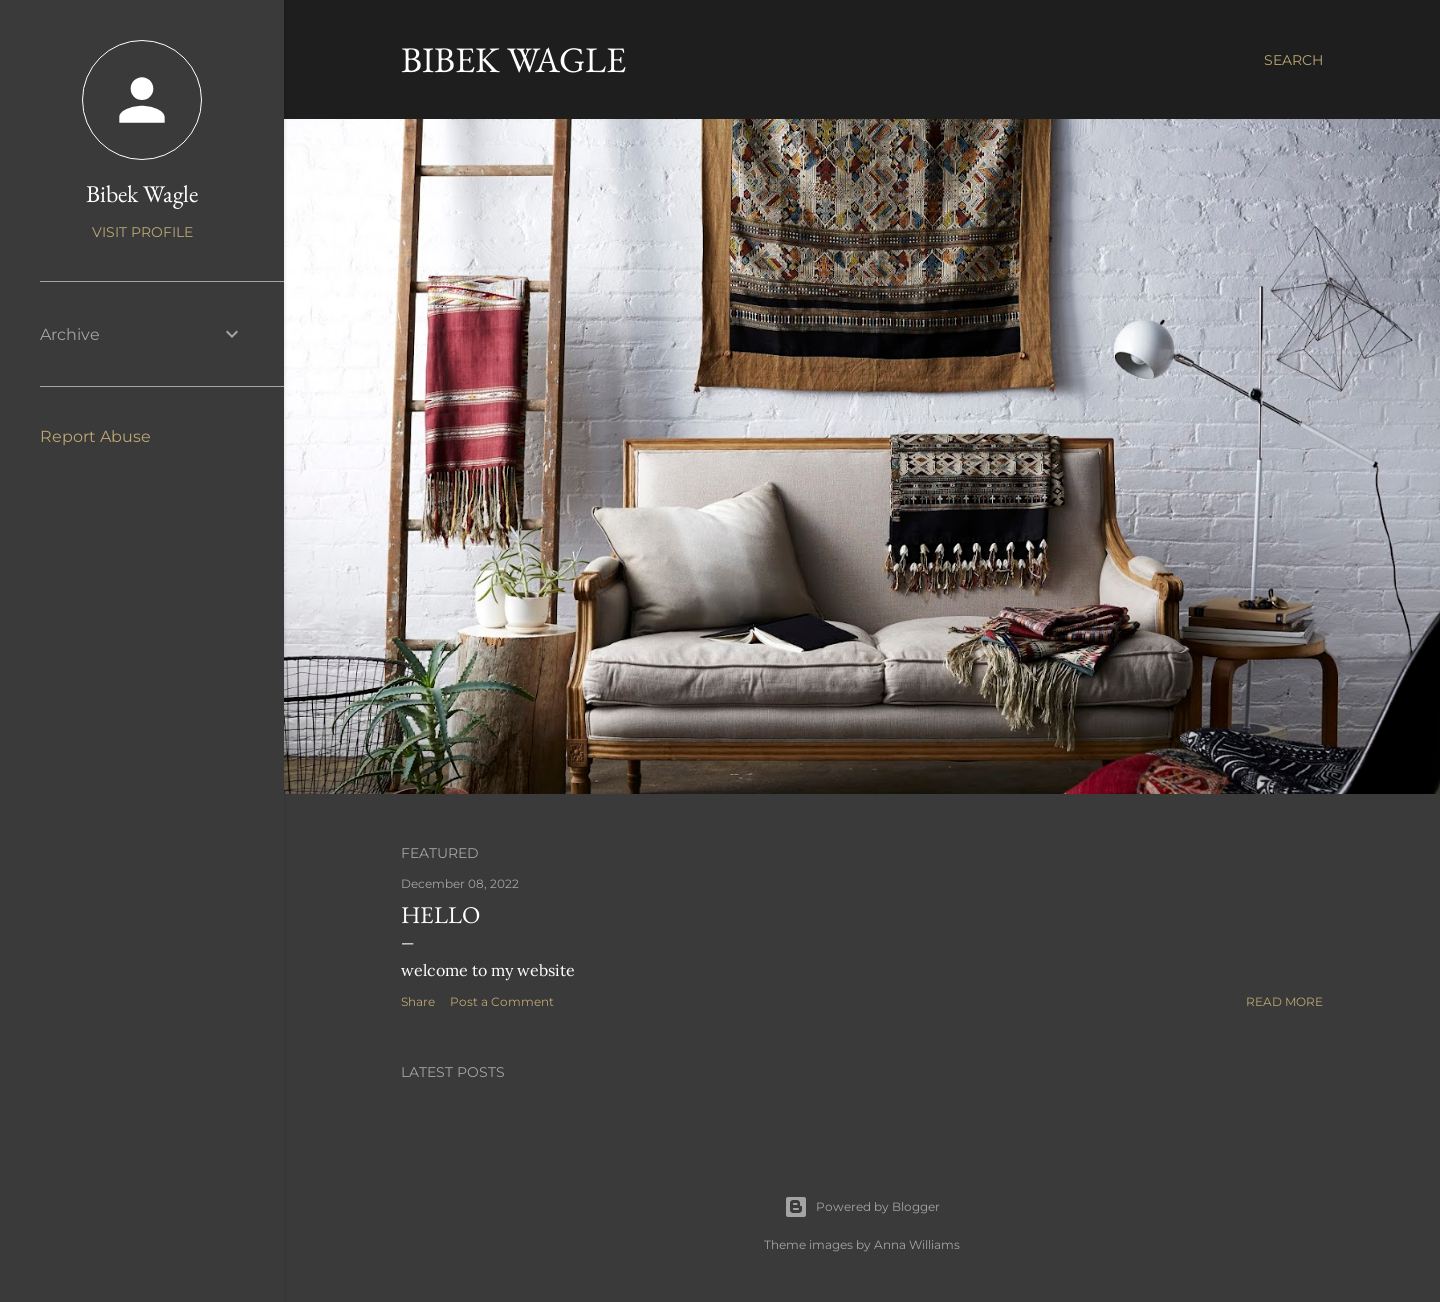 Bibek Wagle
VISIT PROFILE
Archive
Report Abuse
BIBEK WAGLE
SEARCH
FEATURED
December 08, 2022
HELLO
welcome to my website
Share Post a Comment READ MORE
LATEST POSTS
Powered by Blogger
Theme images by Anna Williams